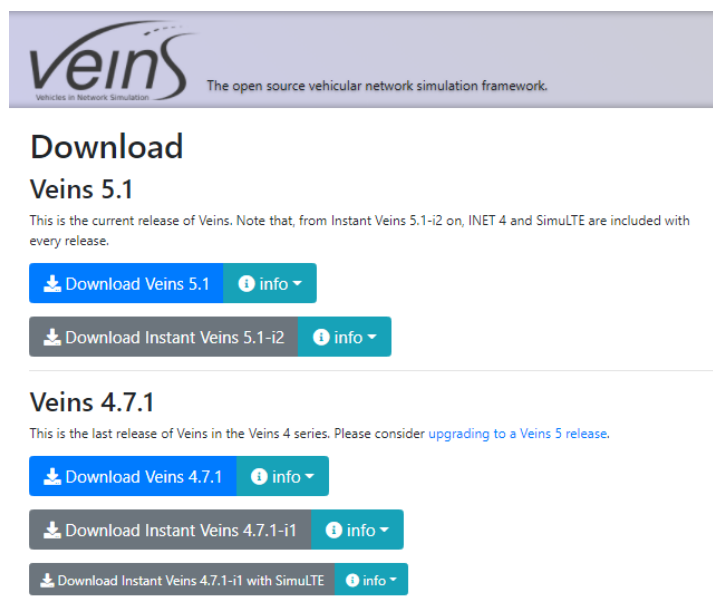 veins
Vehicles in Network Simulation
The open source vehicular network simulation framework.
Download
Veins 5.1
This is the current release of Veins. Note that, from Instant Veins 5.1-i2 on, INET 4 and SimuLTE are included with
every release.
Download Veins 5.1 info
Download Instant Veins 5.1-i2 info
Veins 4.7.1
This is the last release of Veins in the Veins 4 series. Please consider upgrading to a Veins 5 release.
Download Veins 4.7.1 info
Download Instant Veins 4.7.1-i1 info
Download Instant Veins 4.7.1-i1 with SimuLTE info